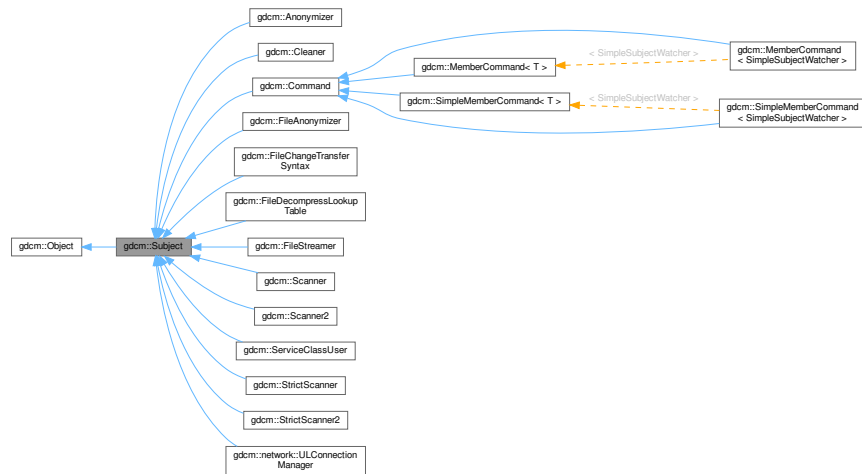 gdcm::Anonymizer
gdcm::Cleaner
gdcm::Command
gdcm::FileAnonymizer
gdcm::FileChangeTransfer
Syntax
gdcm::FileDecompressLookup
Table
gdcm::Object
gdcm::Subject
gdcm::FileStreamer
gdcm::Scanner
gdcm::Scanner2
gdcm::ServiceClassUser
gdcm::StrictScanner
gdcm::StrictScanner2
gdcm::network::ULConnection
Manager
gdcm::MemberCommand< T >
gdcm::SimpleMemberCommand< T >
< SimpleSubjectWatcher >
< SimpleSubjectWatcher >
gdcm::MemberCommand
< SimpleSubjectWatcher >
gdcm::SimpleMemberCommand
< SimpleSubjectWatcher >